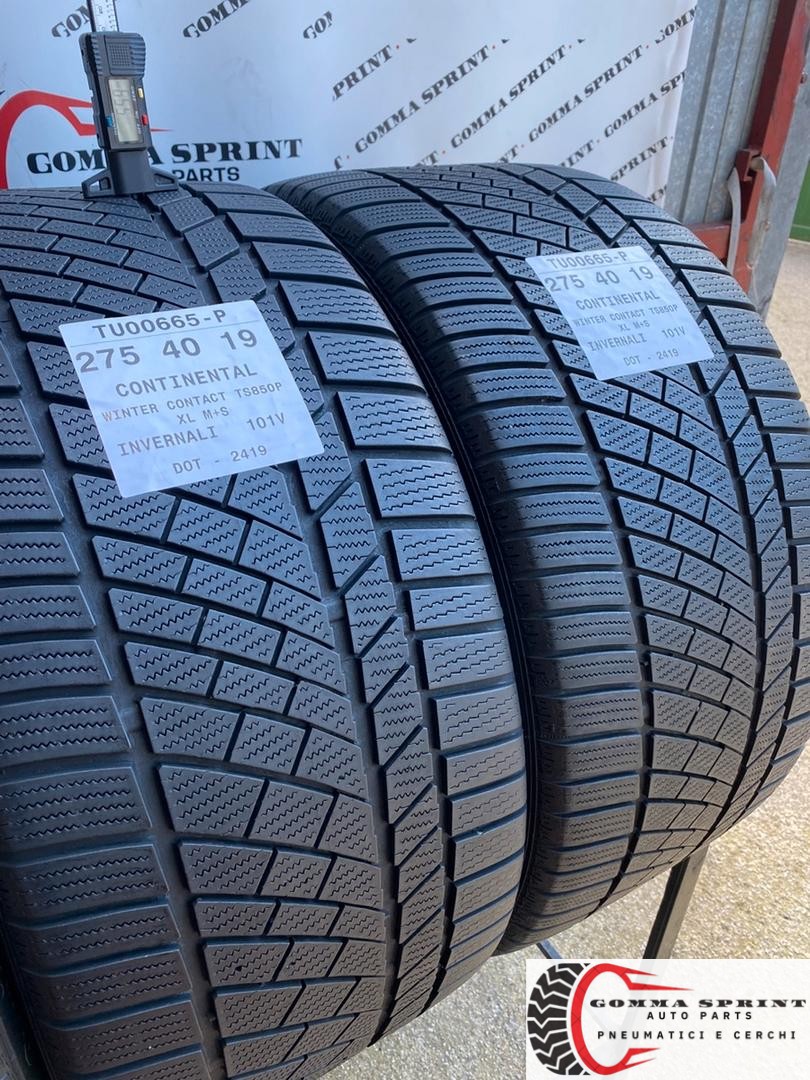 GOMMA SPRINT
PARTS
GOMMA SPRINT
GOMMA SPRINT
TU00665-P
275 40 19
CONTINENTAL
WINTER CONTACT TS850P
XL M+S
INVERNALI 101V
DOT - 2419
TU00665-P
275 40 19
CONTINENTAL
WINTER CONTACT TS850P
XL M+S
INVERNALI 101V
DOT - 2419
GOMMA SPRINT
AUTO PARTS
PNEUMATICI E CERCHI